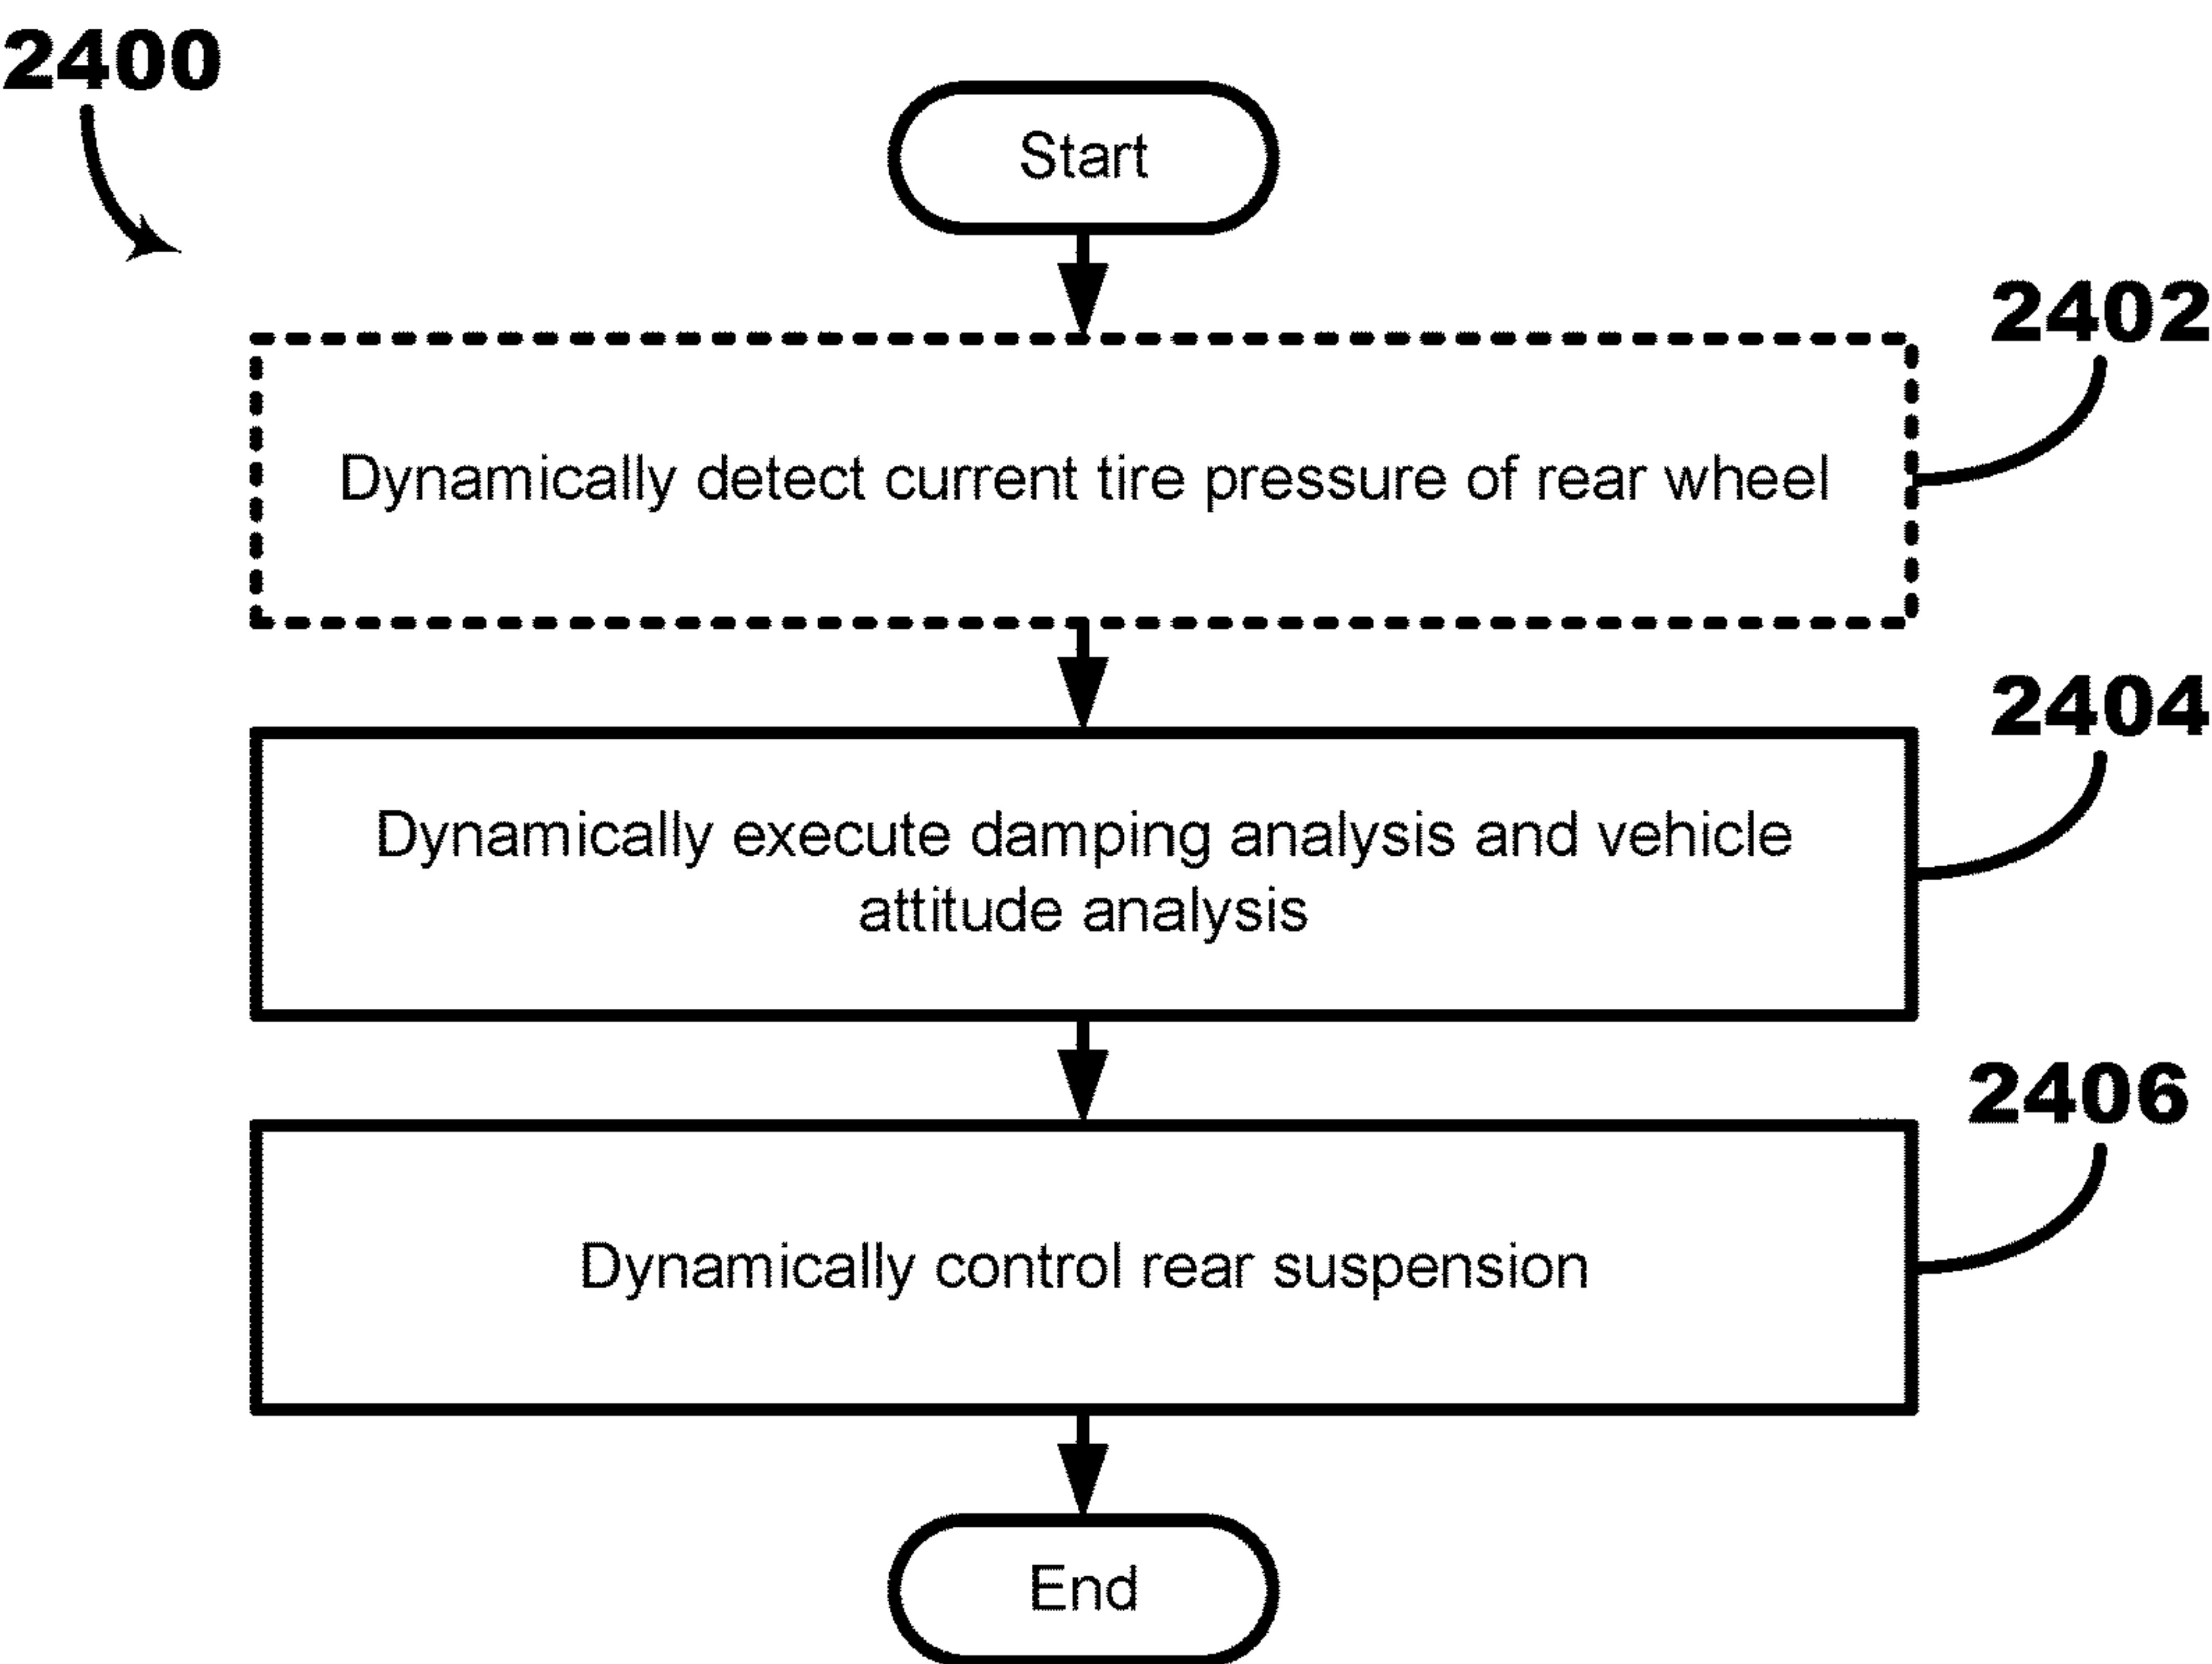 2400
Start
2402
Dynamically detect current tire pressure of rear wheel
2404
Dynamically execute damping analysis and vehicle
attitude analysis
2406
Dynamically control rear suspension
End